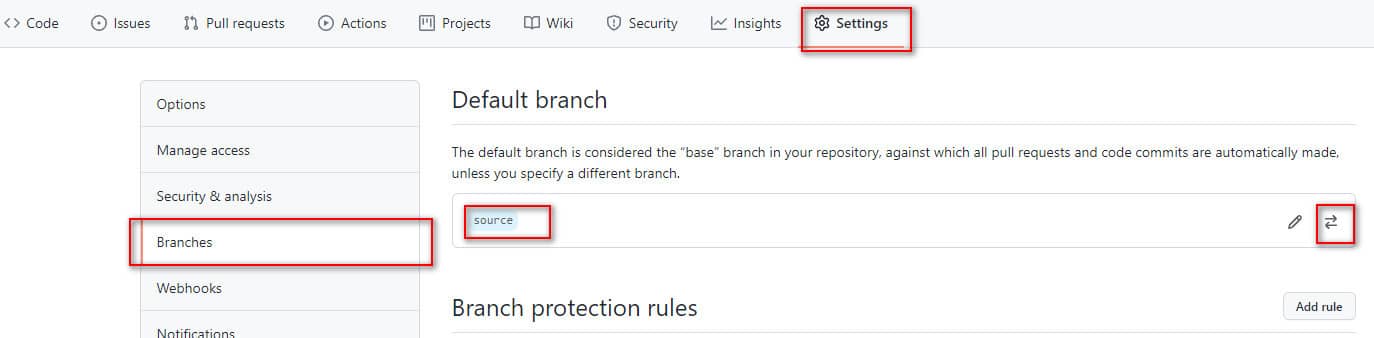 Code Issues Pull requests Actions Projects Wiki Security Insights Settings
Options
Manage access
Security & analysis
Branches
Webhooks
Notifications
Default branch
The default branch is considered the “base” branch in your repository, against which all pull requests and code commits are automatically made,
unless you specify a different branch.
source
Branch protection rules
Add rule